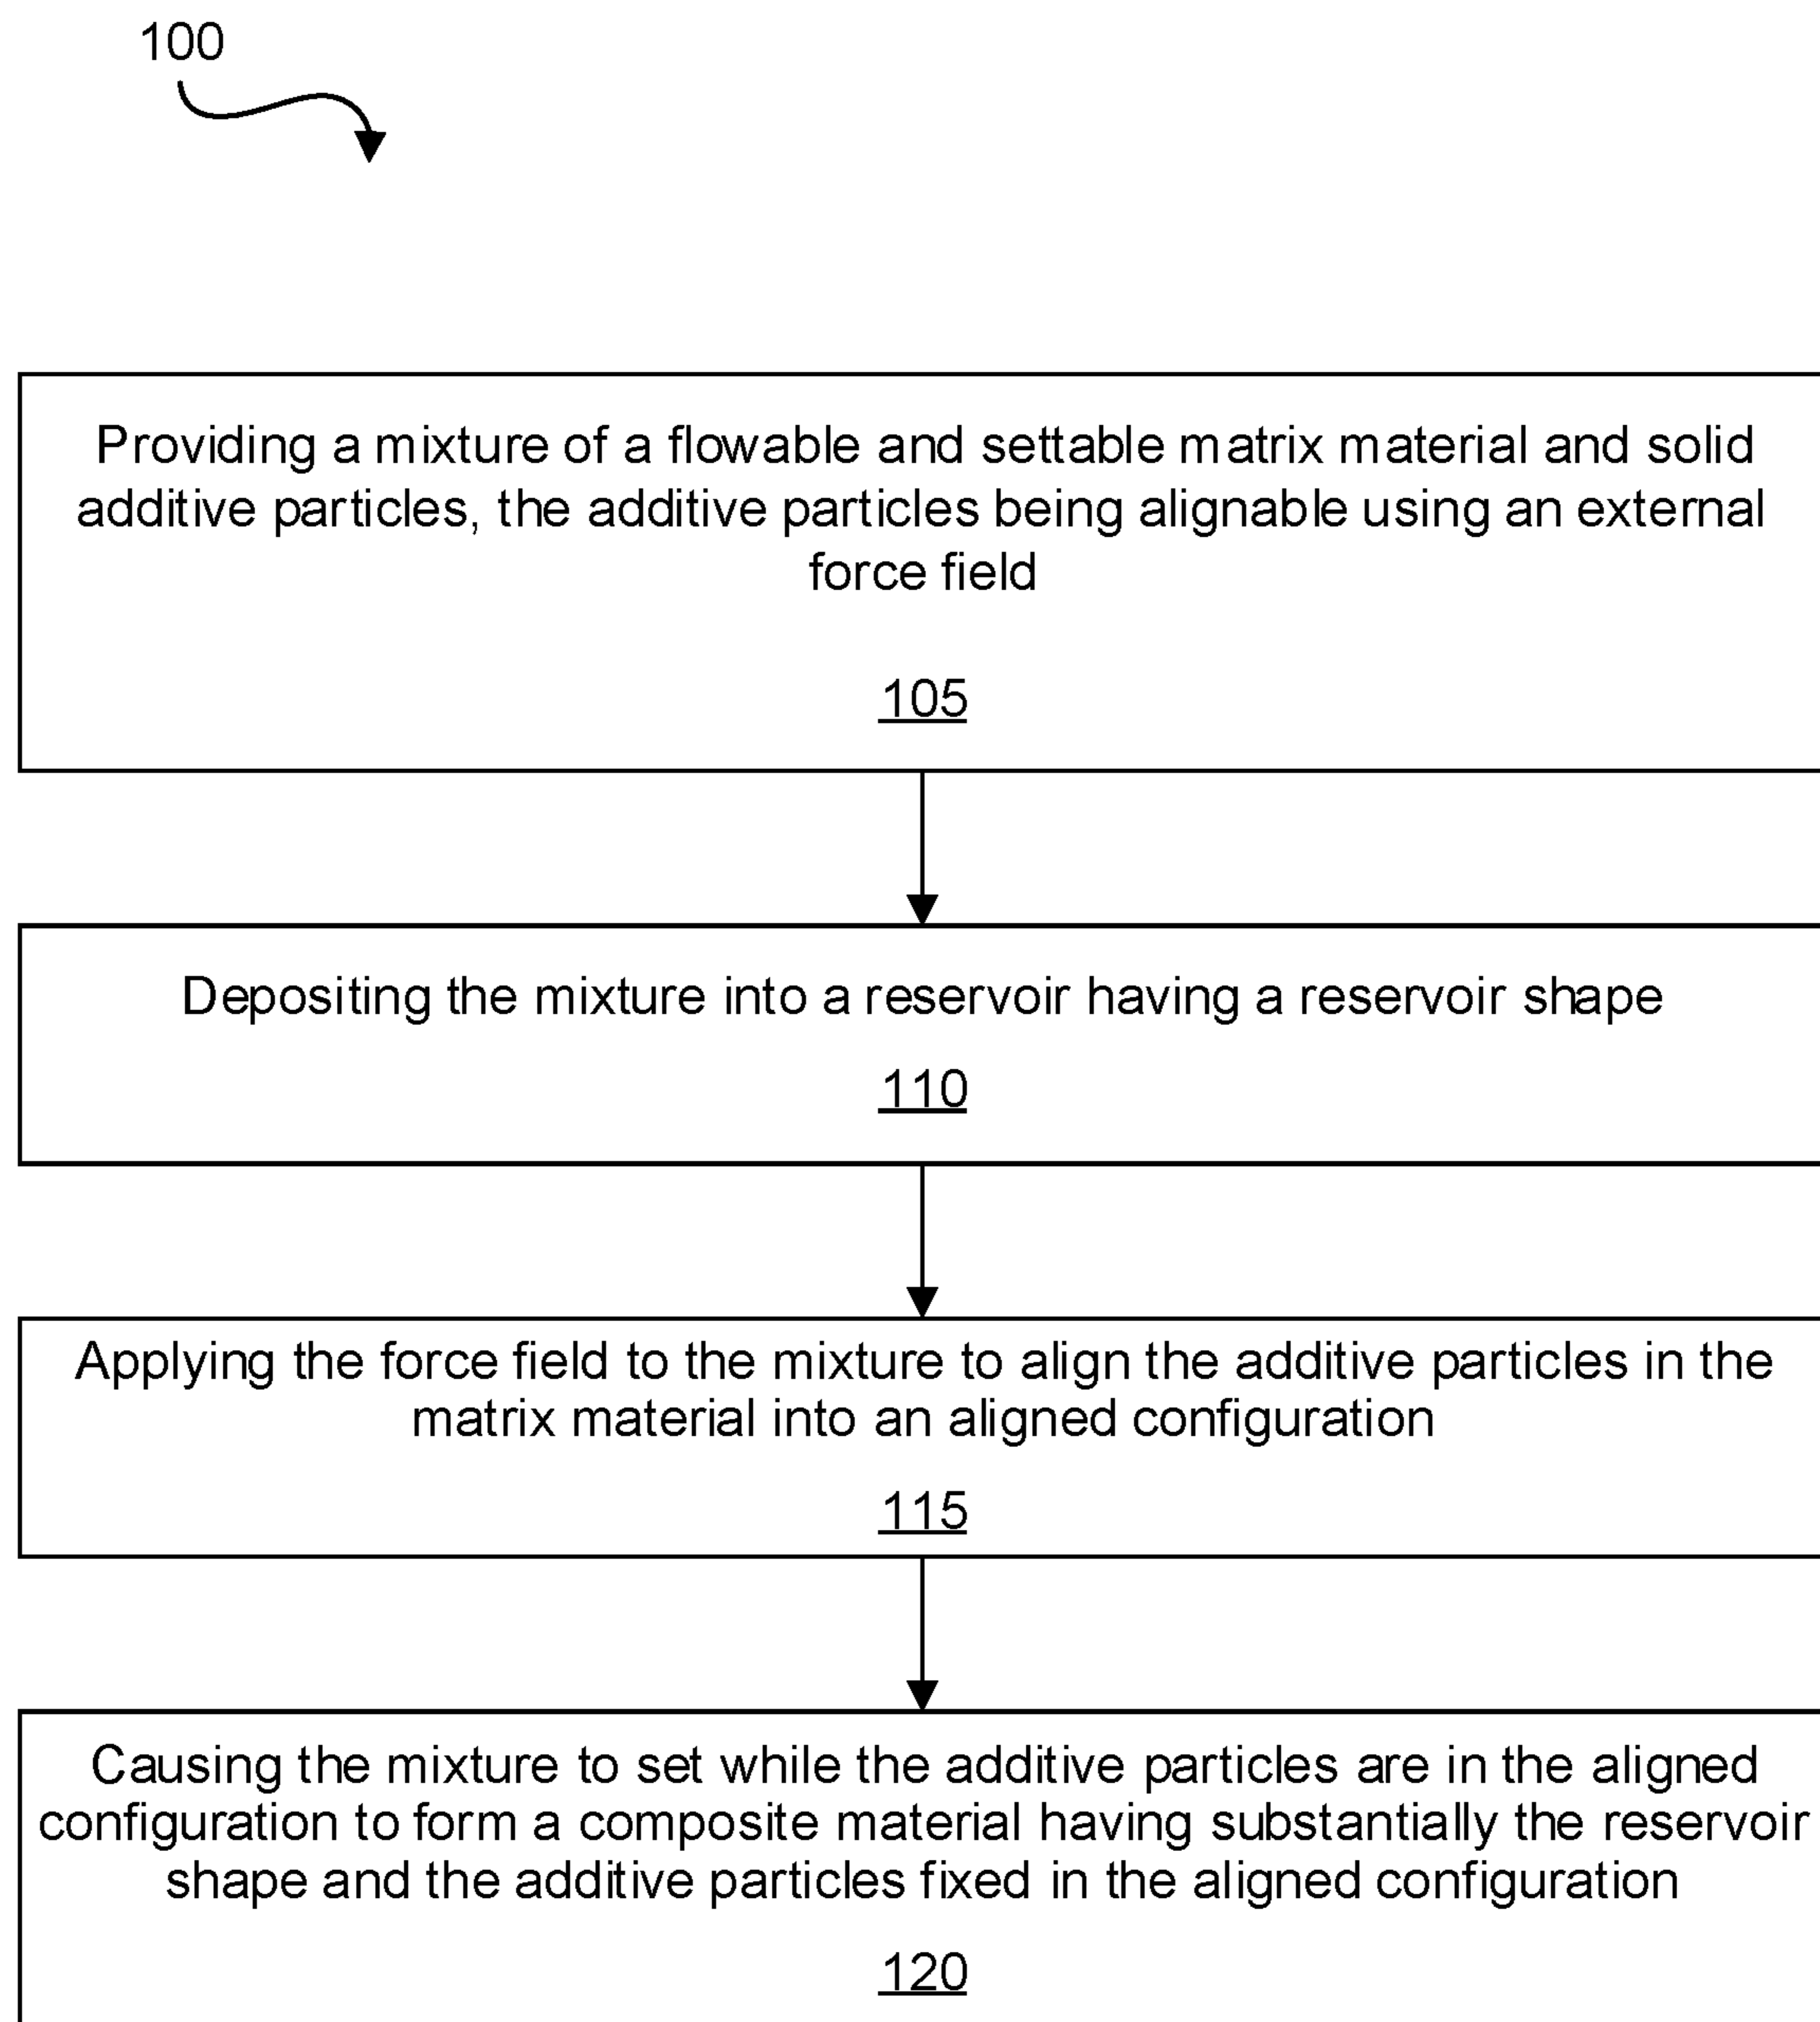 100
Providing a mixture of a flowable and settable matrix material and solid
additive particles, the additive particles being alignable using an external
force field
105
Depositing the mixture into a reservoir having a reservoir shape
110
Applying the force field to the mixture to align the additive particles in the
matrix material into an aligned configuration
115
Causing the mixture to set while the additive particles are in the aligned
configuration to form a composite material having substantially the reservoir
shape and the additive particles fixed in the aligned configuration
120